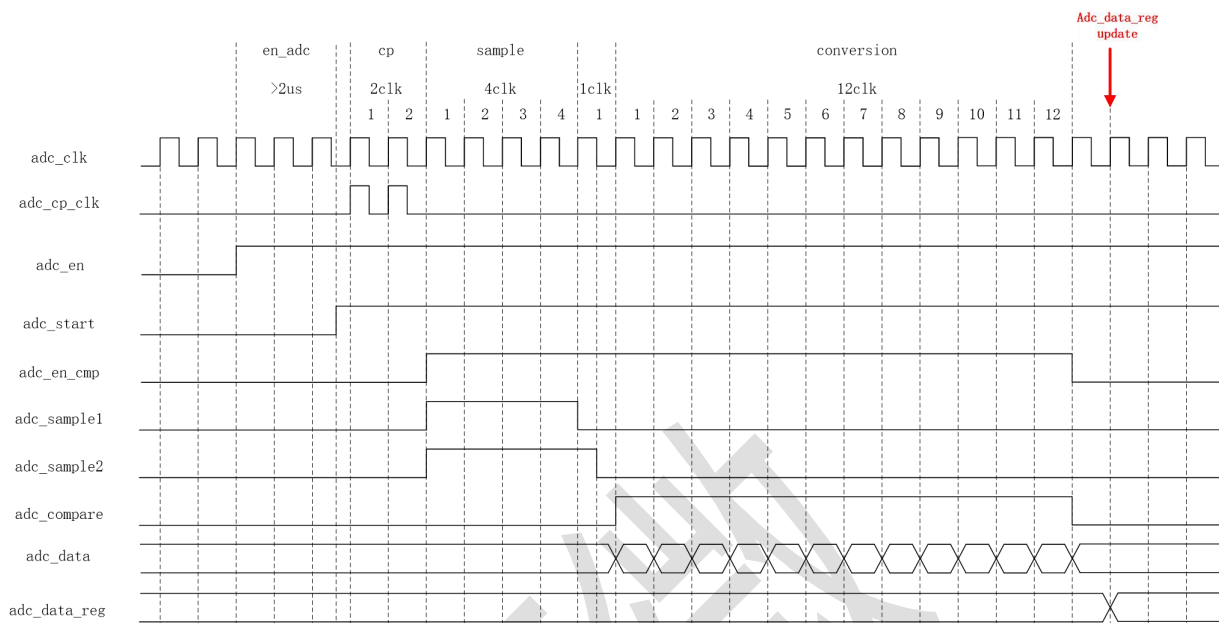 Adc_data_reg
update
en_adc cp sample conversion
>2us 2clk 4clk 1clk 12clk
1 2 1 2 3 4 1 1 2 3 4 5 6 7 8 9 10 11 12
adc_clk
adc_cp_clk
adc_en
adc_start
adc_en_cmp
adc_sample1
adc_sample2
adc_compare
adc_data
adc_data_reg